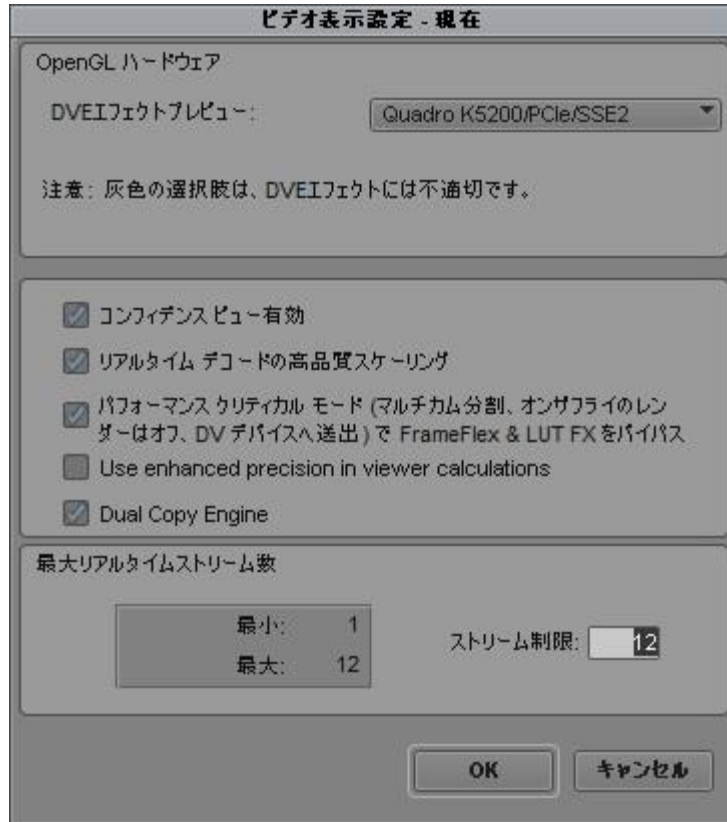 ビデオ表示設定 - 現在
OpenGL ハードウェア
DVEエフェクトプレビュー: Quadro K5200/PCIe/SSE2
注意: 灰色の選択肢は、DVEエフェクトには不適切です。
コンフィデンス ビュー有効
リアルタイム デコードの高品質スケーリング
パフォーマンス クリティカル モード (マルチカム分割、オンザフライのレン
ダーはオフ、DV デバイスへ送出) で FrameFlex & LUT FX をバイパス
Use enhanced precision in viewer calculations
Dual Copy Engine
最大リアルタイムストリーム数
最小: 1
最大: 12
ストリーム制限: 12
OK キャンセル